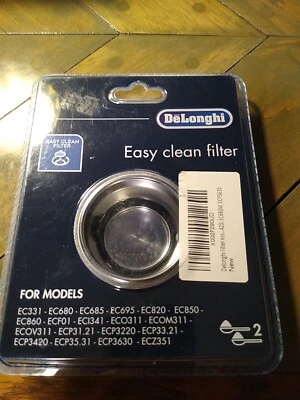 DeLonghi
EASY CLEAN
FILTER
Easy clean filter
New
FOR MODELS
EC331 - EC680 - EC685 - EC695 - EC820 - EC850 -
EC860 - ECF01 - ECI341 - ECO311 - ECOM311 -
ECOV311 - ECP31.21 - ECP3220 - ECP33.21 -
ECP3420 - ECP35.31 - ECP3630 - ECZ351
2